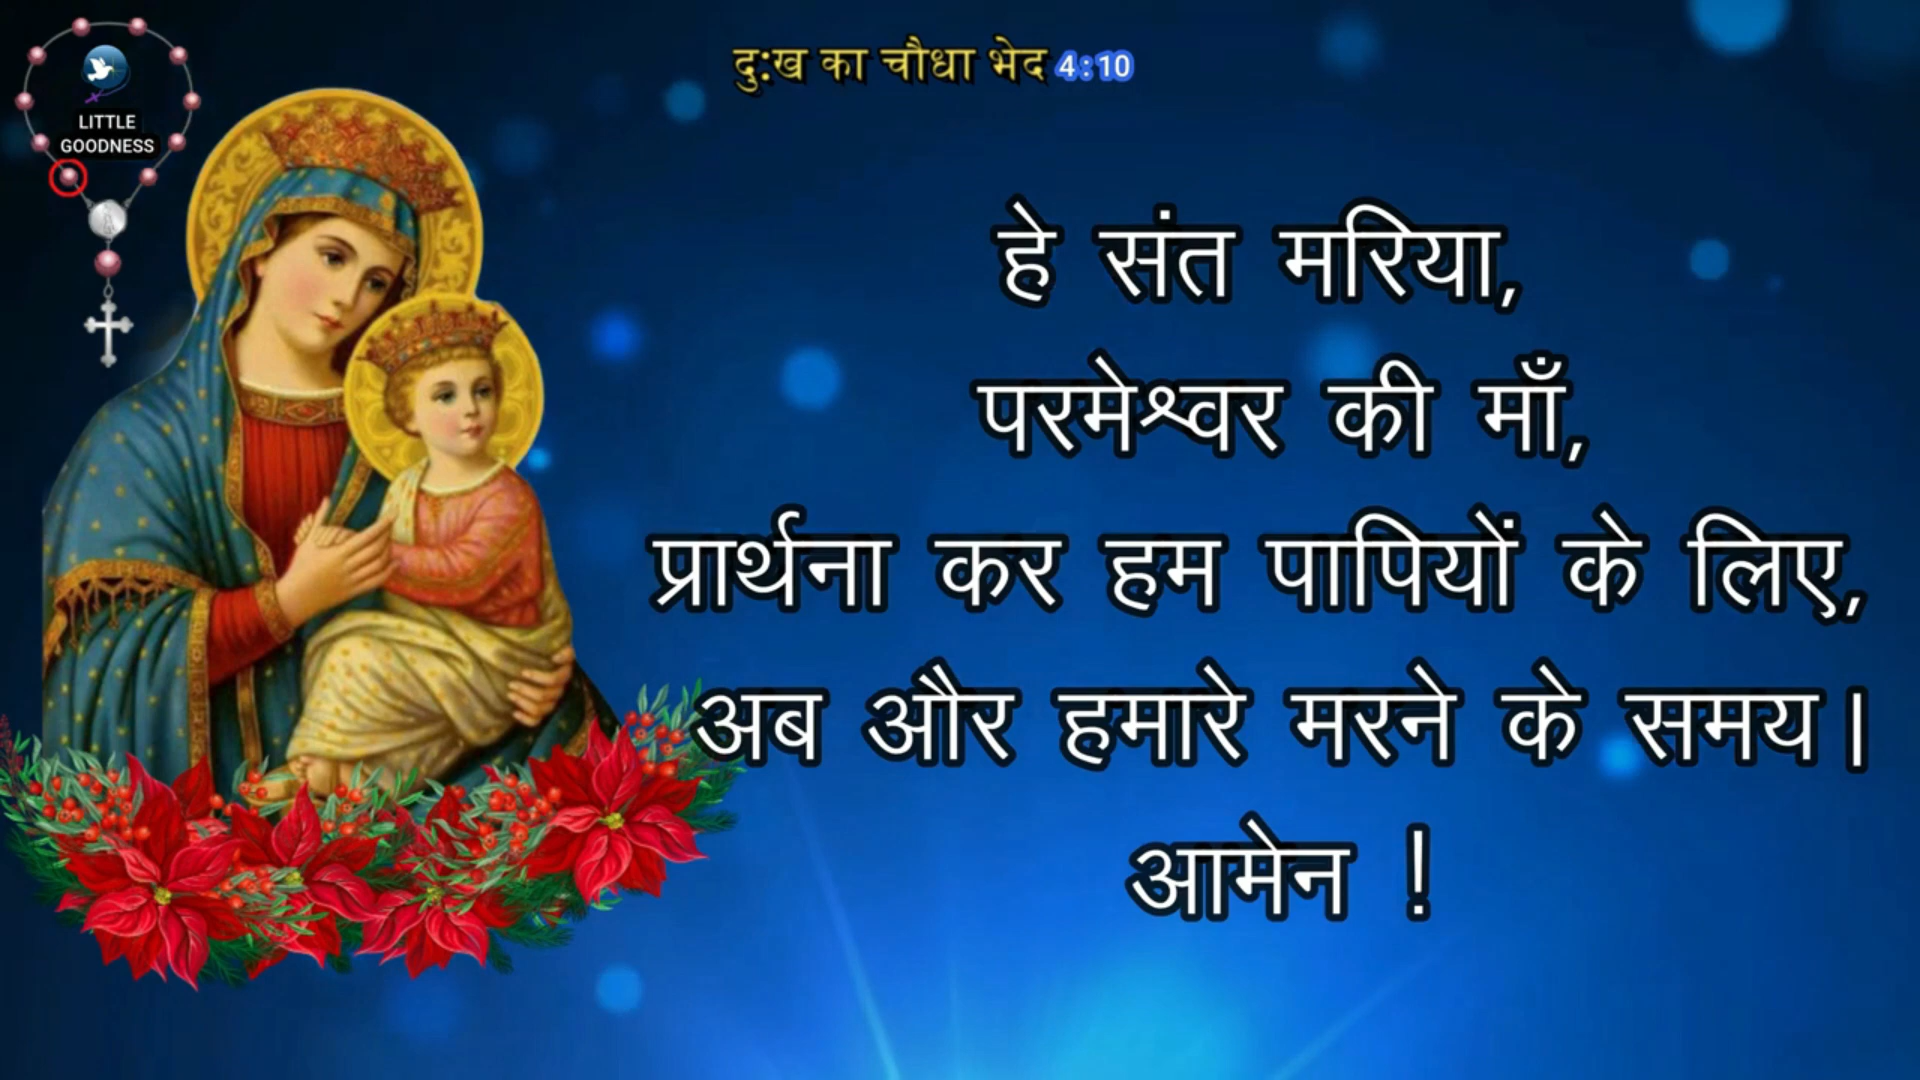 LITTLE
GOODNESS
दु:ख का चौधा भेद 4:10
हे संत मरिया,
परमेश्वर की माँ,
प्रार्थना कर हम पापियों के लिए,
अब और हमारे मरने के समय।
आमेन !